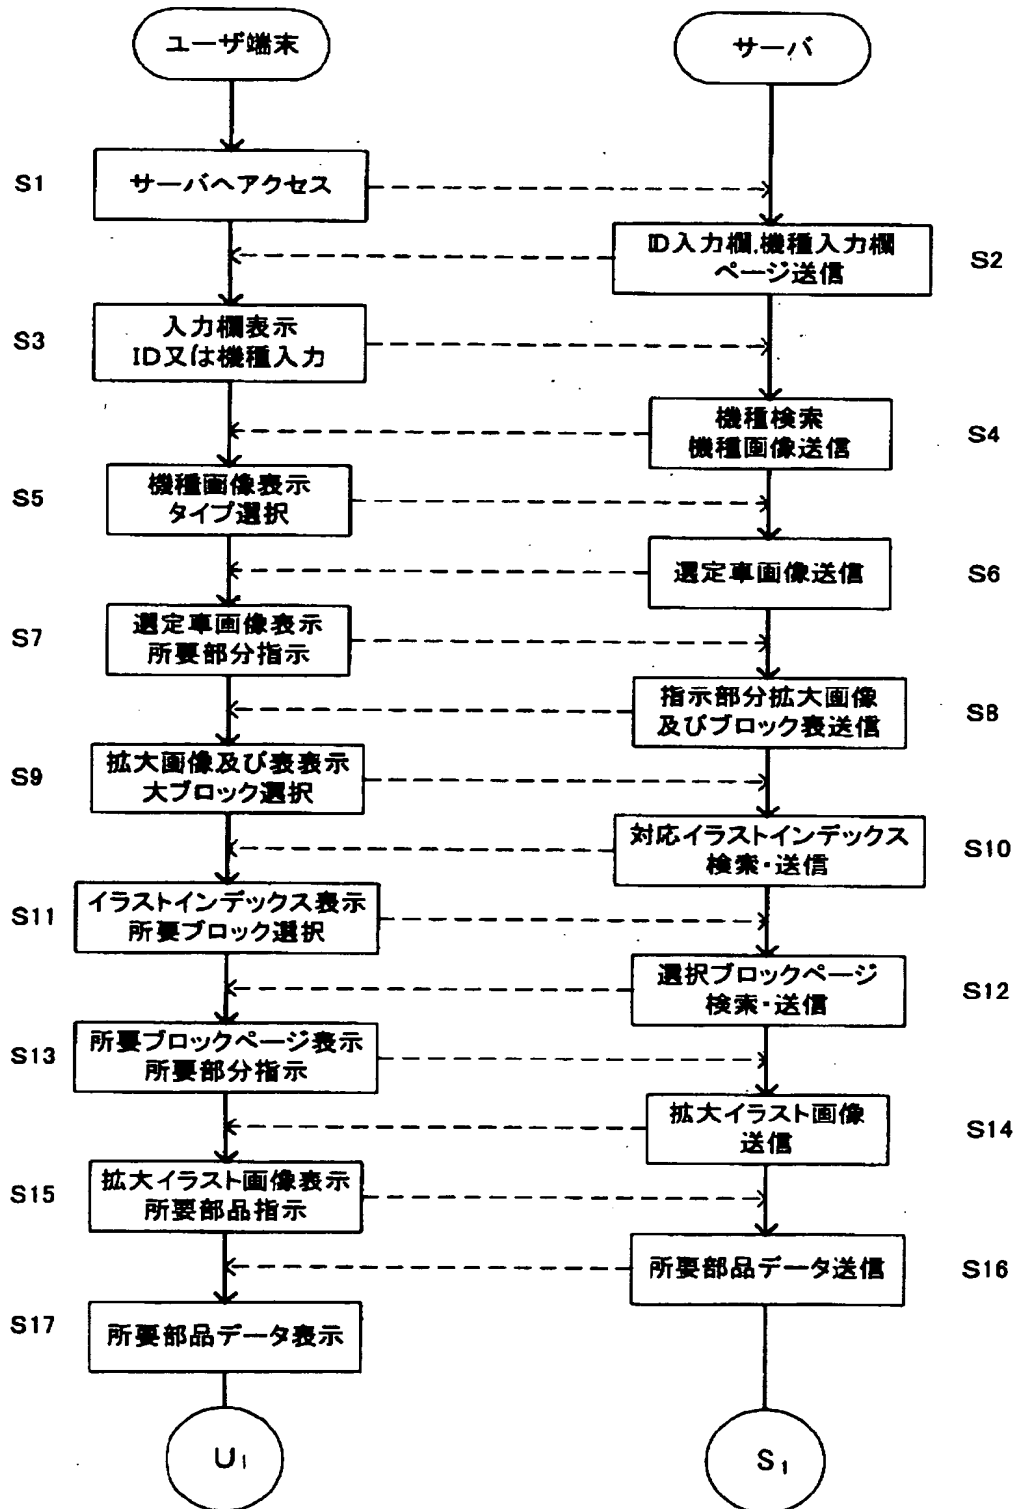 ユーザ端末
サーバ
S1
サーバへアクセス
ID入力欄,機種入力欄
ページ送信
S2
S3
入力欄表示
ID又は機種入力
機種検索
機種画像送信
S4
S5
機種画像表示
タイプ選択
選定車画像送信
S6
S7
選定車画像表示
所要部分指示
指示部分拡大画像
及びブロック表送信
S8
S9
拡大画像及び表表示
大ブロック選択
対応イラストインデックス
検索・送信
S10
S11
イラストインデックス表示
所要ブロック選択
選択ブロックページ
検索・送信
S12
S13
所要ブロックページ表示
所要部分指示
拡大イラスト画像
送信
S14
S15
拡大イラスト画像表示
所要部品指示
所要部品データ送信
S16
S17
所要部品データ表示
U1
S1